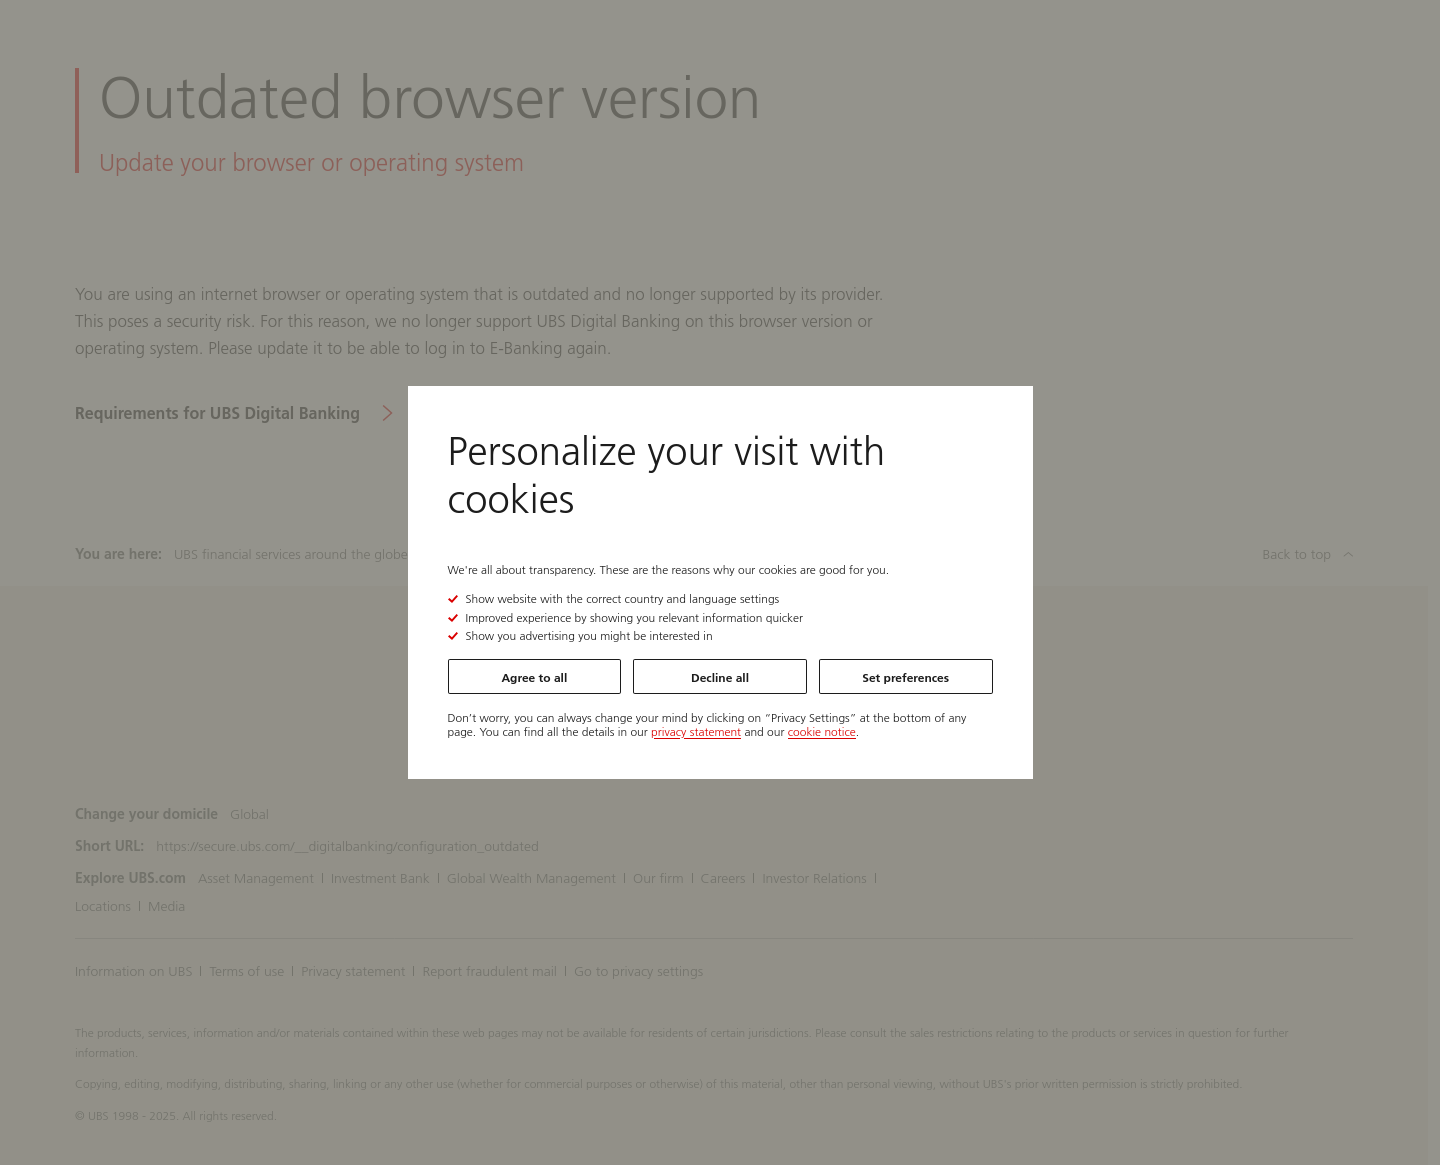 Outdated browser version
Update your browser or operating system
You are using an internet browser or operating system that is outdated and no longer supported by its provider.
This poses a security risk. For this reason, we no longer support UBS Digital Banking on this browser version or
operating system. Please update it to be able to log in to E-Banking again.
Requirements for UBS Digital Banking
Personalize your visit with
cookies
We're all about transparency. These are the reasons why our cookies are good for you.
Show website with the correct country and language settings
Improved experience by showing you relevant information quicker
Show you advertising you might be interested in
Agree to all Decline all Set preferences
Don’t worry, you can always change your mind by clicking on “Privacy Settings” at the bottom of any
page. You can find all the details in our privacy statement and our cookie notice.
You are here: UBS financial services around the globe
Back to top
Change your domicile Global
Short URL: https://secure.ubs.com/__digitalbanking/configuration_outdated
Explore UBS.com Asset Management | Investment Bank | Global Wealth Management | Our firm | Careers | Investor Relations |
Locations | Media
Information on UBS | Terms of use | Privacy statement | Report fraudulent mail | Go to privacy settings
The products, services, information and/or materials contained within these web pages may not be available for residents of certain jurisdictions. Please consult the sales restrictions relating to the products or services in question for further
information.
Copying, editing, modifying, distributing, sharing, linking or any other use (whether for commercial purposes or otherwise) of this material, other than personal viewing, without UBS's prior written permission is strictly prohibited.
© UBS 1998 - 2025. All rights reserved.